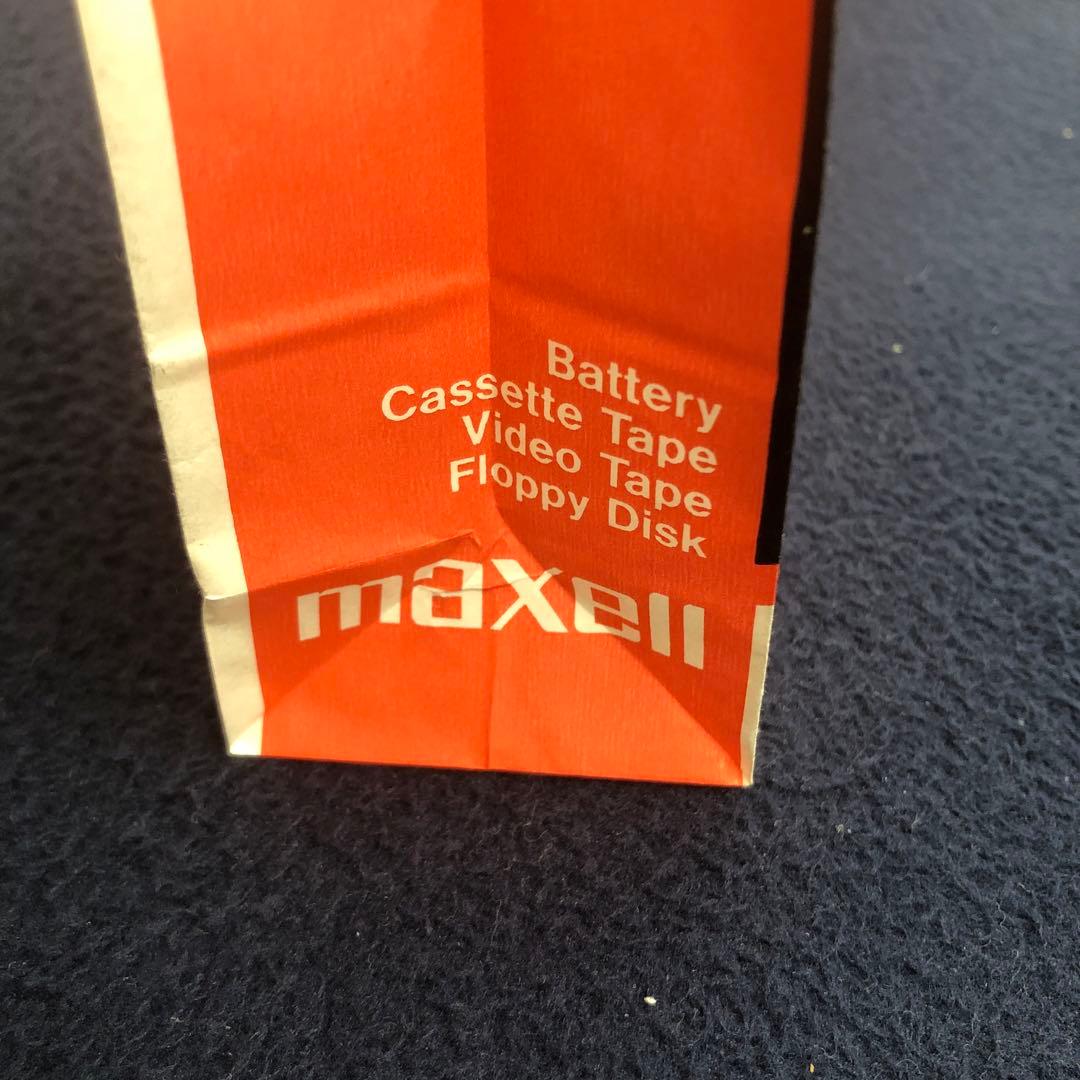 Battery
Cassette Tape
Video Tape
Floppy Disk
maxell